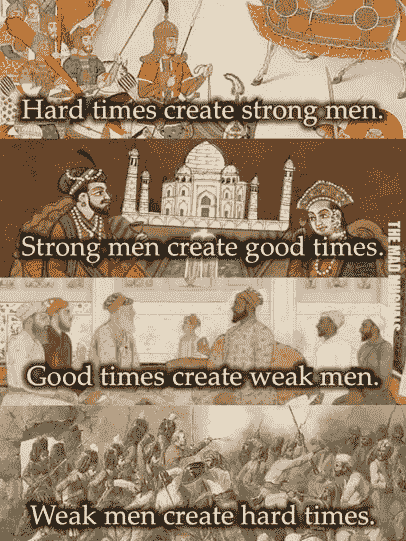 Hard times create strong men.
Strong men create good times.
THE MAD MUGHALS
Good times create weak men.
Weak men create hard times.